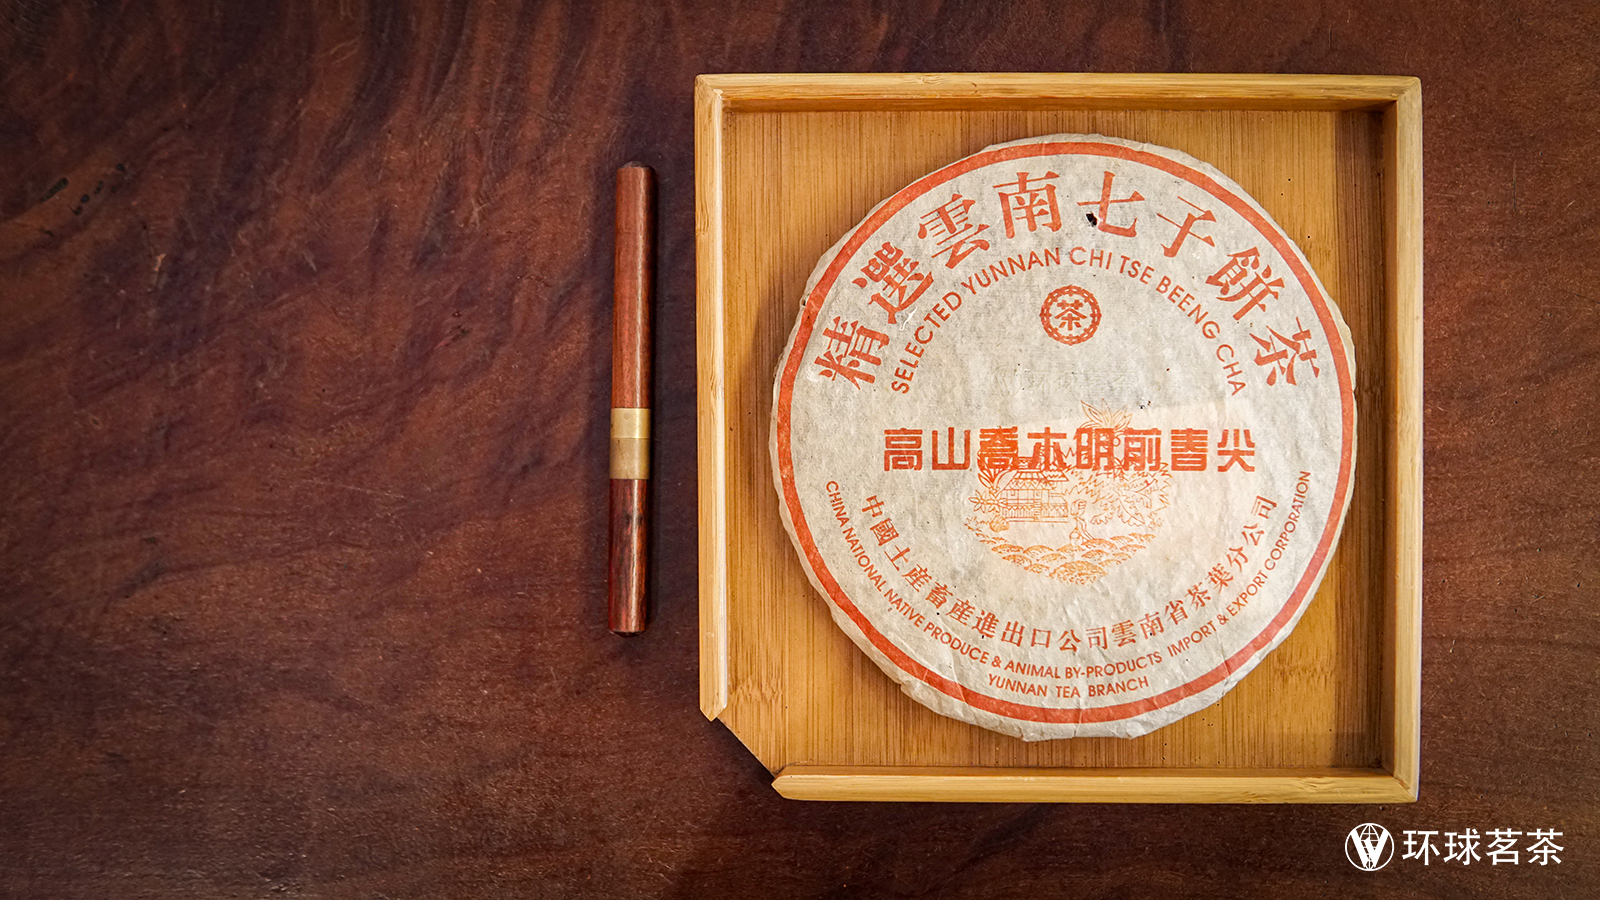 精選雲南七子餅茶
SELECTED YUNNAN CHI TSE BEENG CHA
茶
高山喬木明前春尖
中國土産畜産進出口公司雲南省茶葉分公司
CHINA NATIONAL NATIVE PRODUCE & ANIMAL BY-PRODUCTS IMPORT & EXPORT CORPORATION
YUNNAN TEA BRANCH
环球茗茶